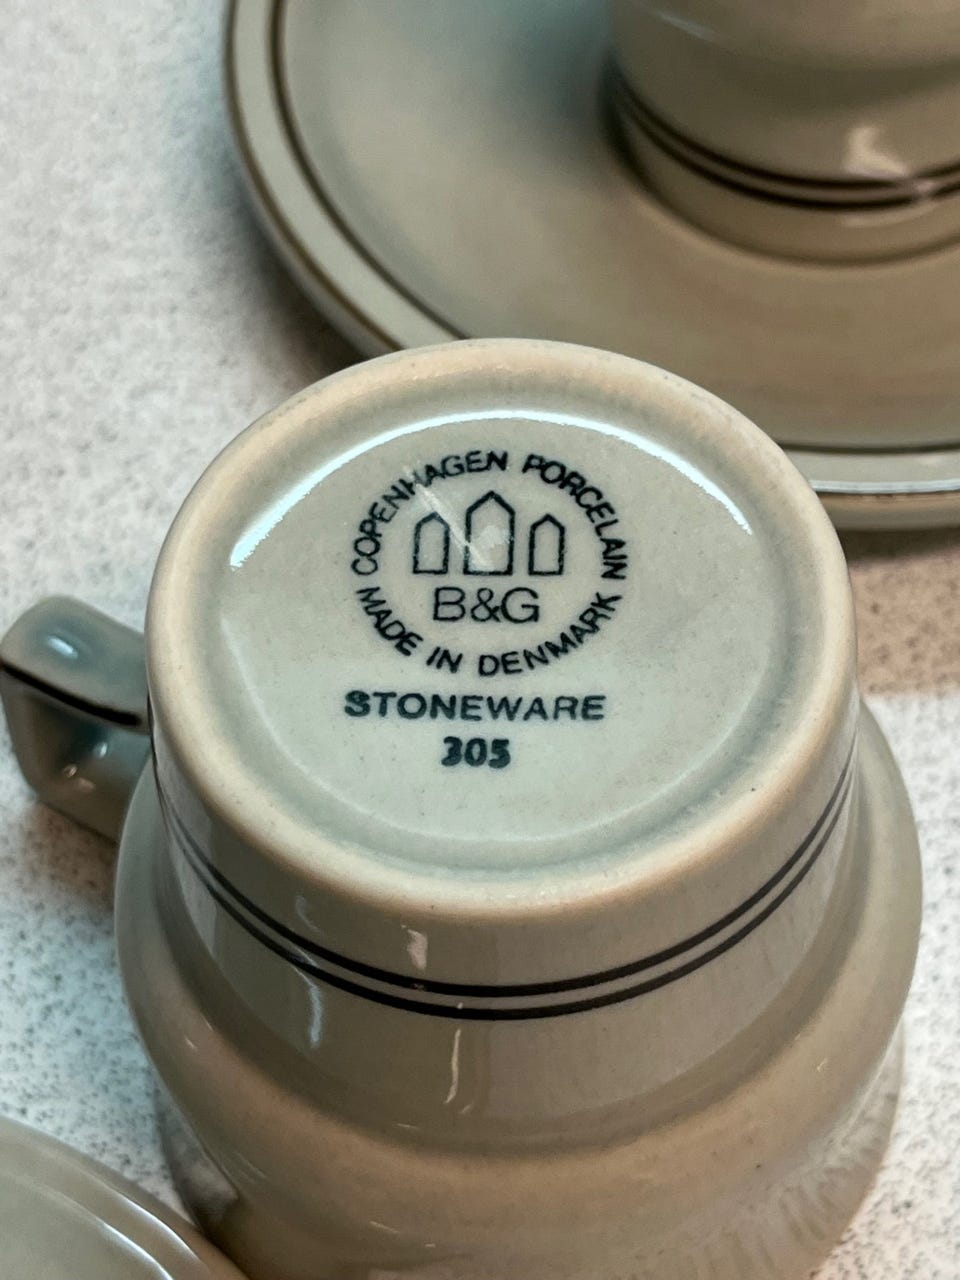 COPENHAGEN PORCELAIN
B&G
MADE IN DENMARK
STONEWARE
305